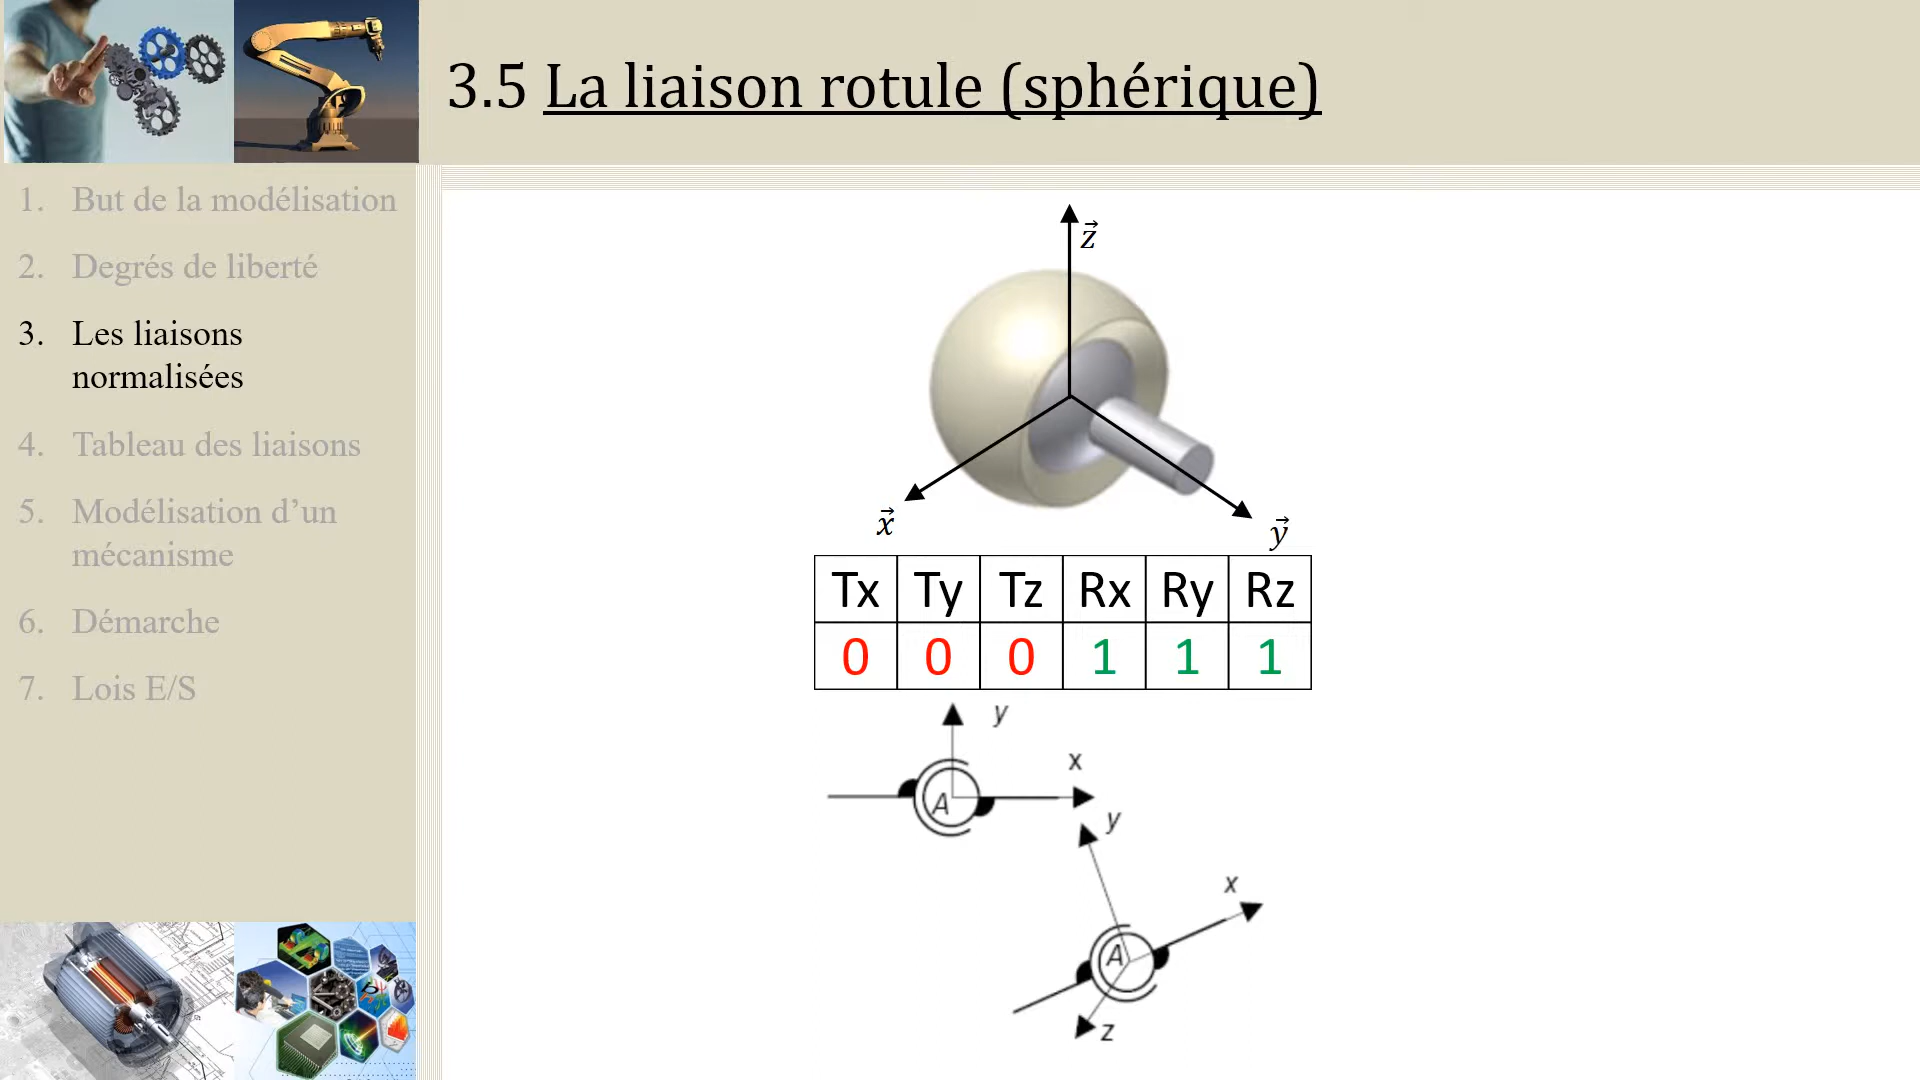 3.5 La liaison rotule (sphérique)
1. But de la modélisation
2. Degrés de liberté
3. Les liaisons
normalisées
4. Tableau des liaisons
5. Modélisation d’un
mécanisme
6. Démarche
7. Lois E/S
z⃗
x⃗
y⃗
Tx Ty Tz Rx Ry Rz
0 0 0 1 1 1
y
x
A
y
x
A
z